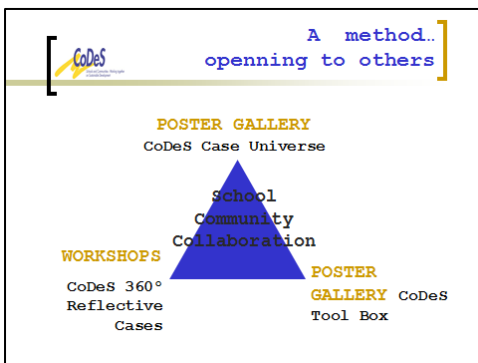 A method…
openning to others
CoDeS
POSTER GALLERY
CoDeS Case Universe
School
Community
Collaboration
WORKSHOPS
CoDeS 360°
Reflective
Cases
POSTER
GALLERY CoDeS
Tool Box